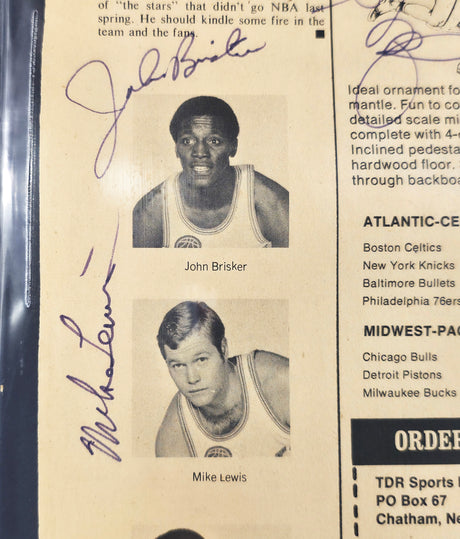 of "the stars" that didn't go NBA last
spring. He should kindle some fire in the
team and the fans.
John Brisker
John Brisker
Mike Lewis
Mike Lewis
Ideal ornament fo
mantle. Fun to co
detailed scale mi
complete with 4-
Inclined pedesta
hardwood floor.
through backboa
ATLANTIC-CE
Boston Celtics
New York Knicks
Baltimore Bullets
Philadelphia 76ers
MIDWEST-PAC
Chicago Bulls
Detroit Pistons
Milwaukee Bucks
ORDER
TDR Sports
PO Box 67
Chatham, Ne